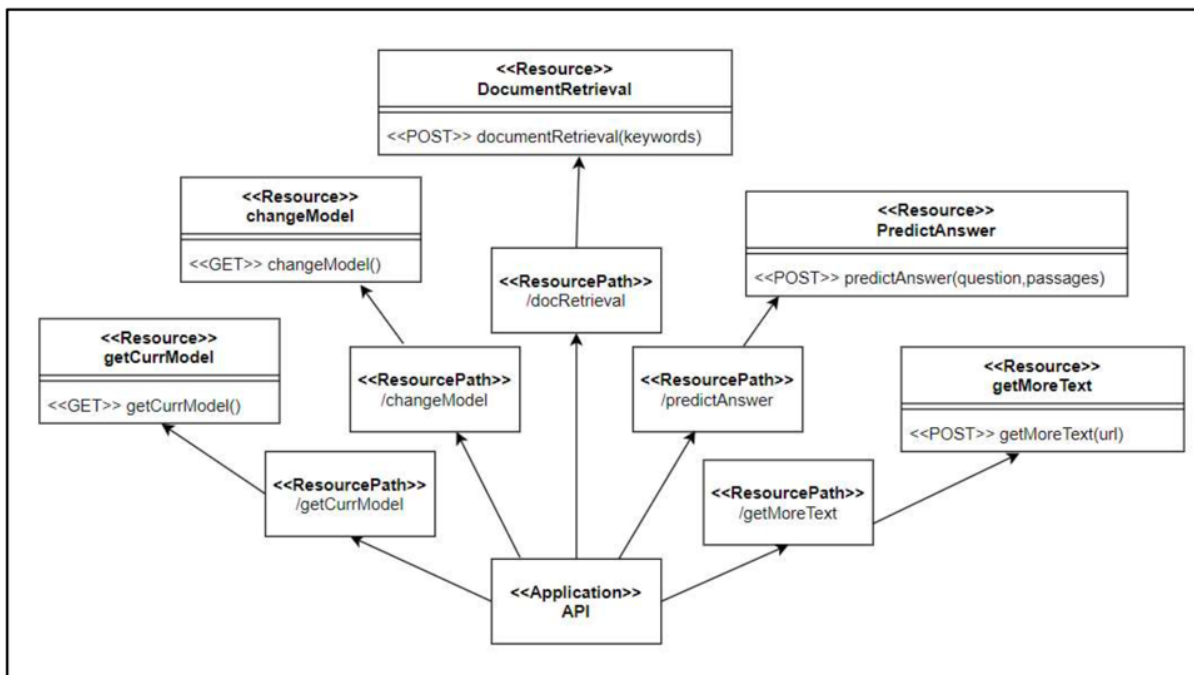 <<Resource>>
DocumentRetrieval
<<POST>> documentRetrieval(keywords)
<<Resource>>
changeModel
<<GET>> changeModel()
<<Resource>>
PredictAnswer
<<POST>> predictAnswer(question,passages)
<<ResourcePath>>
/docRetrieval
<<Resource>>
getCurrModel
<<GET>> getCurrModel()
<<ResourcePath>>
/changeModel
<<ResourcePath>>
/predictAnswer
<<Resource>>
getMoreText
<<POST>> getMoreText(url)
<<ResourcePath>>
/getCurrModel
<<ResourcePath>>
/getMoreText
<<Application>>
API